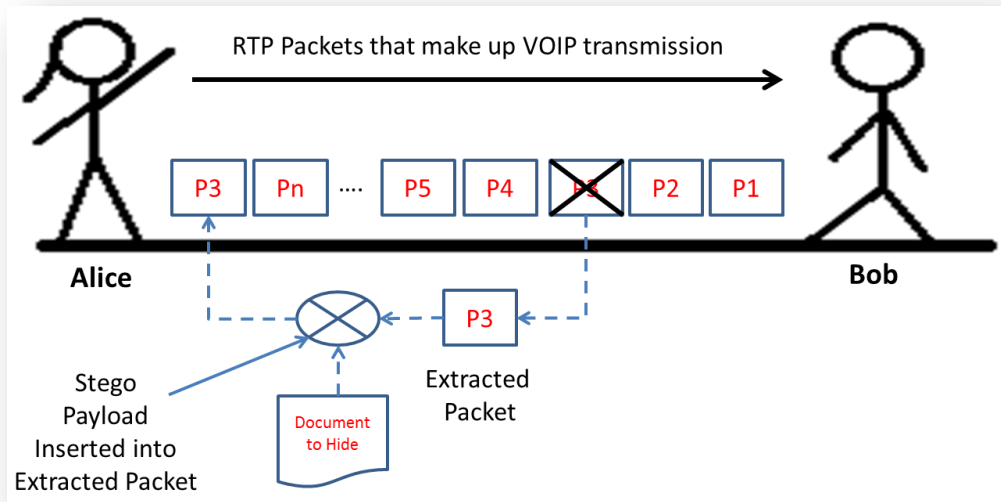 RTP Packets that make up VOIP transmission
P3 Pn .... P5 P4 P3 P2 P1
Alice
Bob
P3
Extracted
Packet
Stego
Payload
Inserted into
Extracted Packet
Document
to Hide